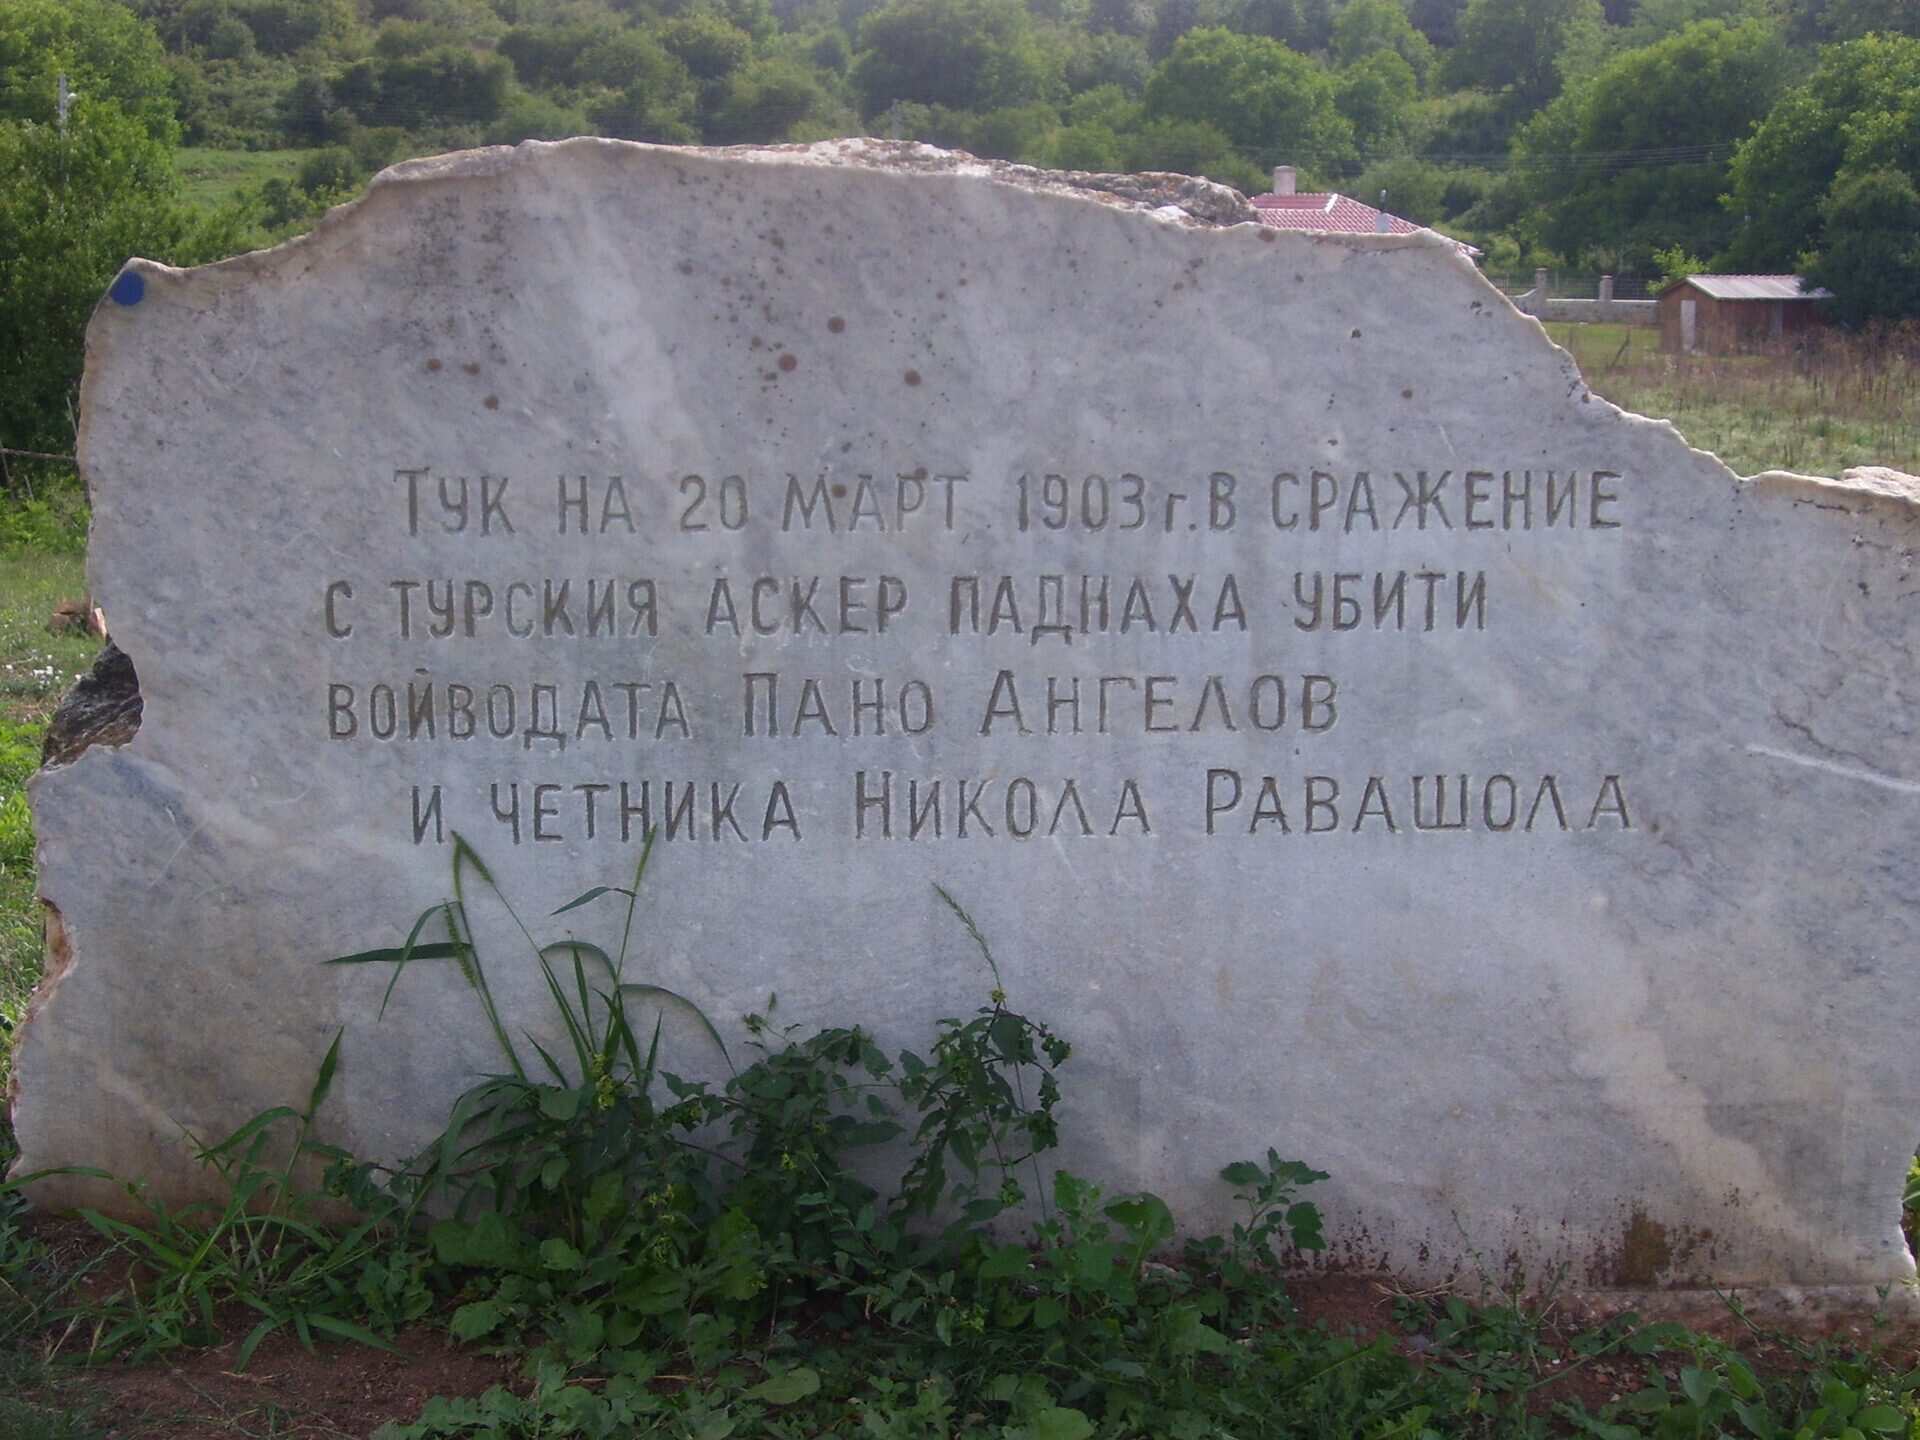 Тук на 20 Март 1903 г. в сражение
с турския аскер паднаха убити
войводата Пано Ангелов
и четника Никола Равашола